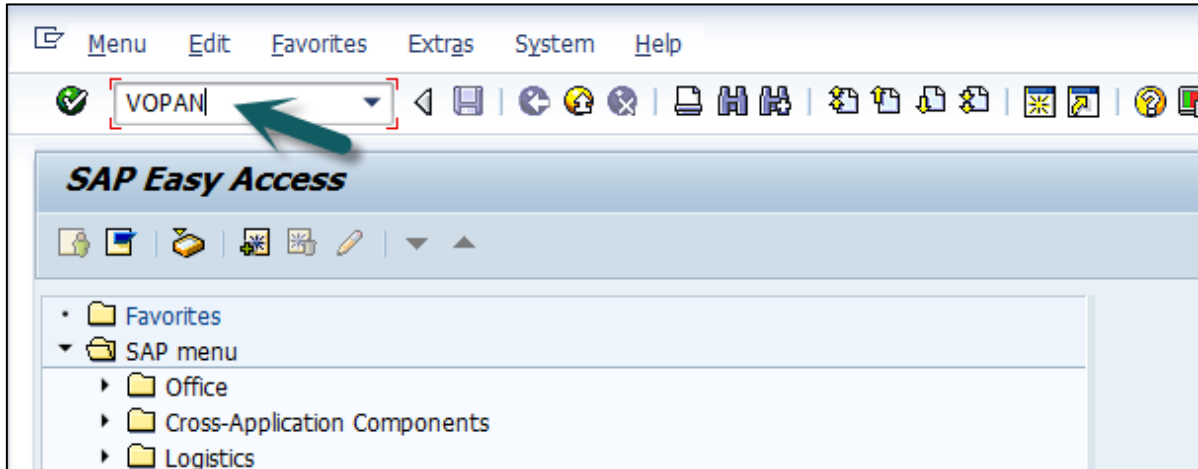 Menu Edit Favorites Extras System Help
VOPAN
SAP Easy Access
Favorites
SAP menu
Office
Cross-Application Components
Logistics